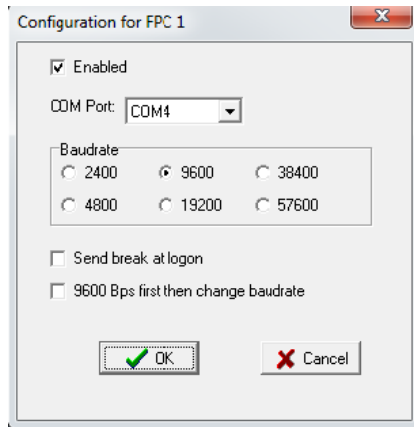 Configuration for FPC 1
Enabled
COM Port: COM4
Baudrate
2400 9600 38400
4800 19200 57600
Send break at logon
9600 Bps first then change baudrate
OK Cancel